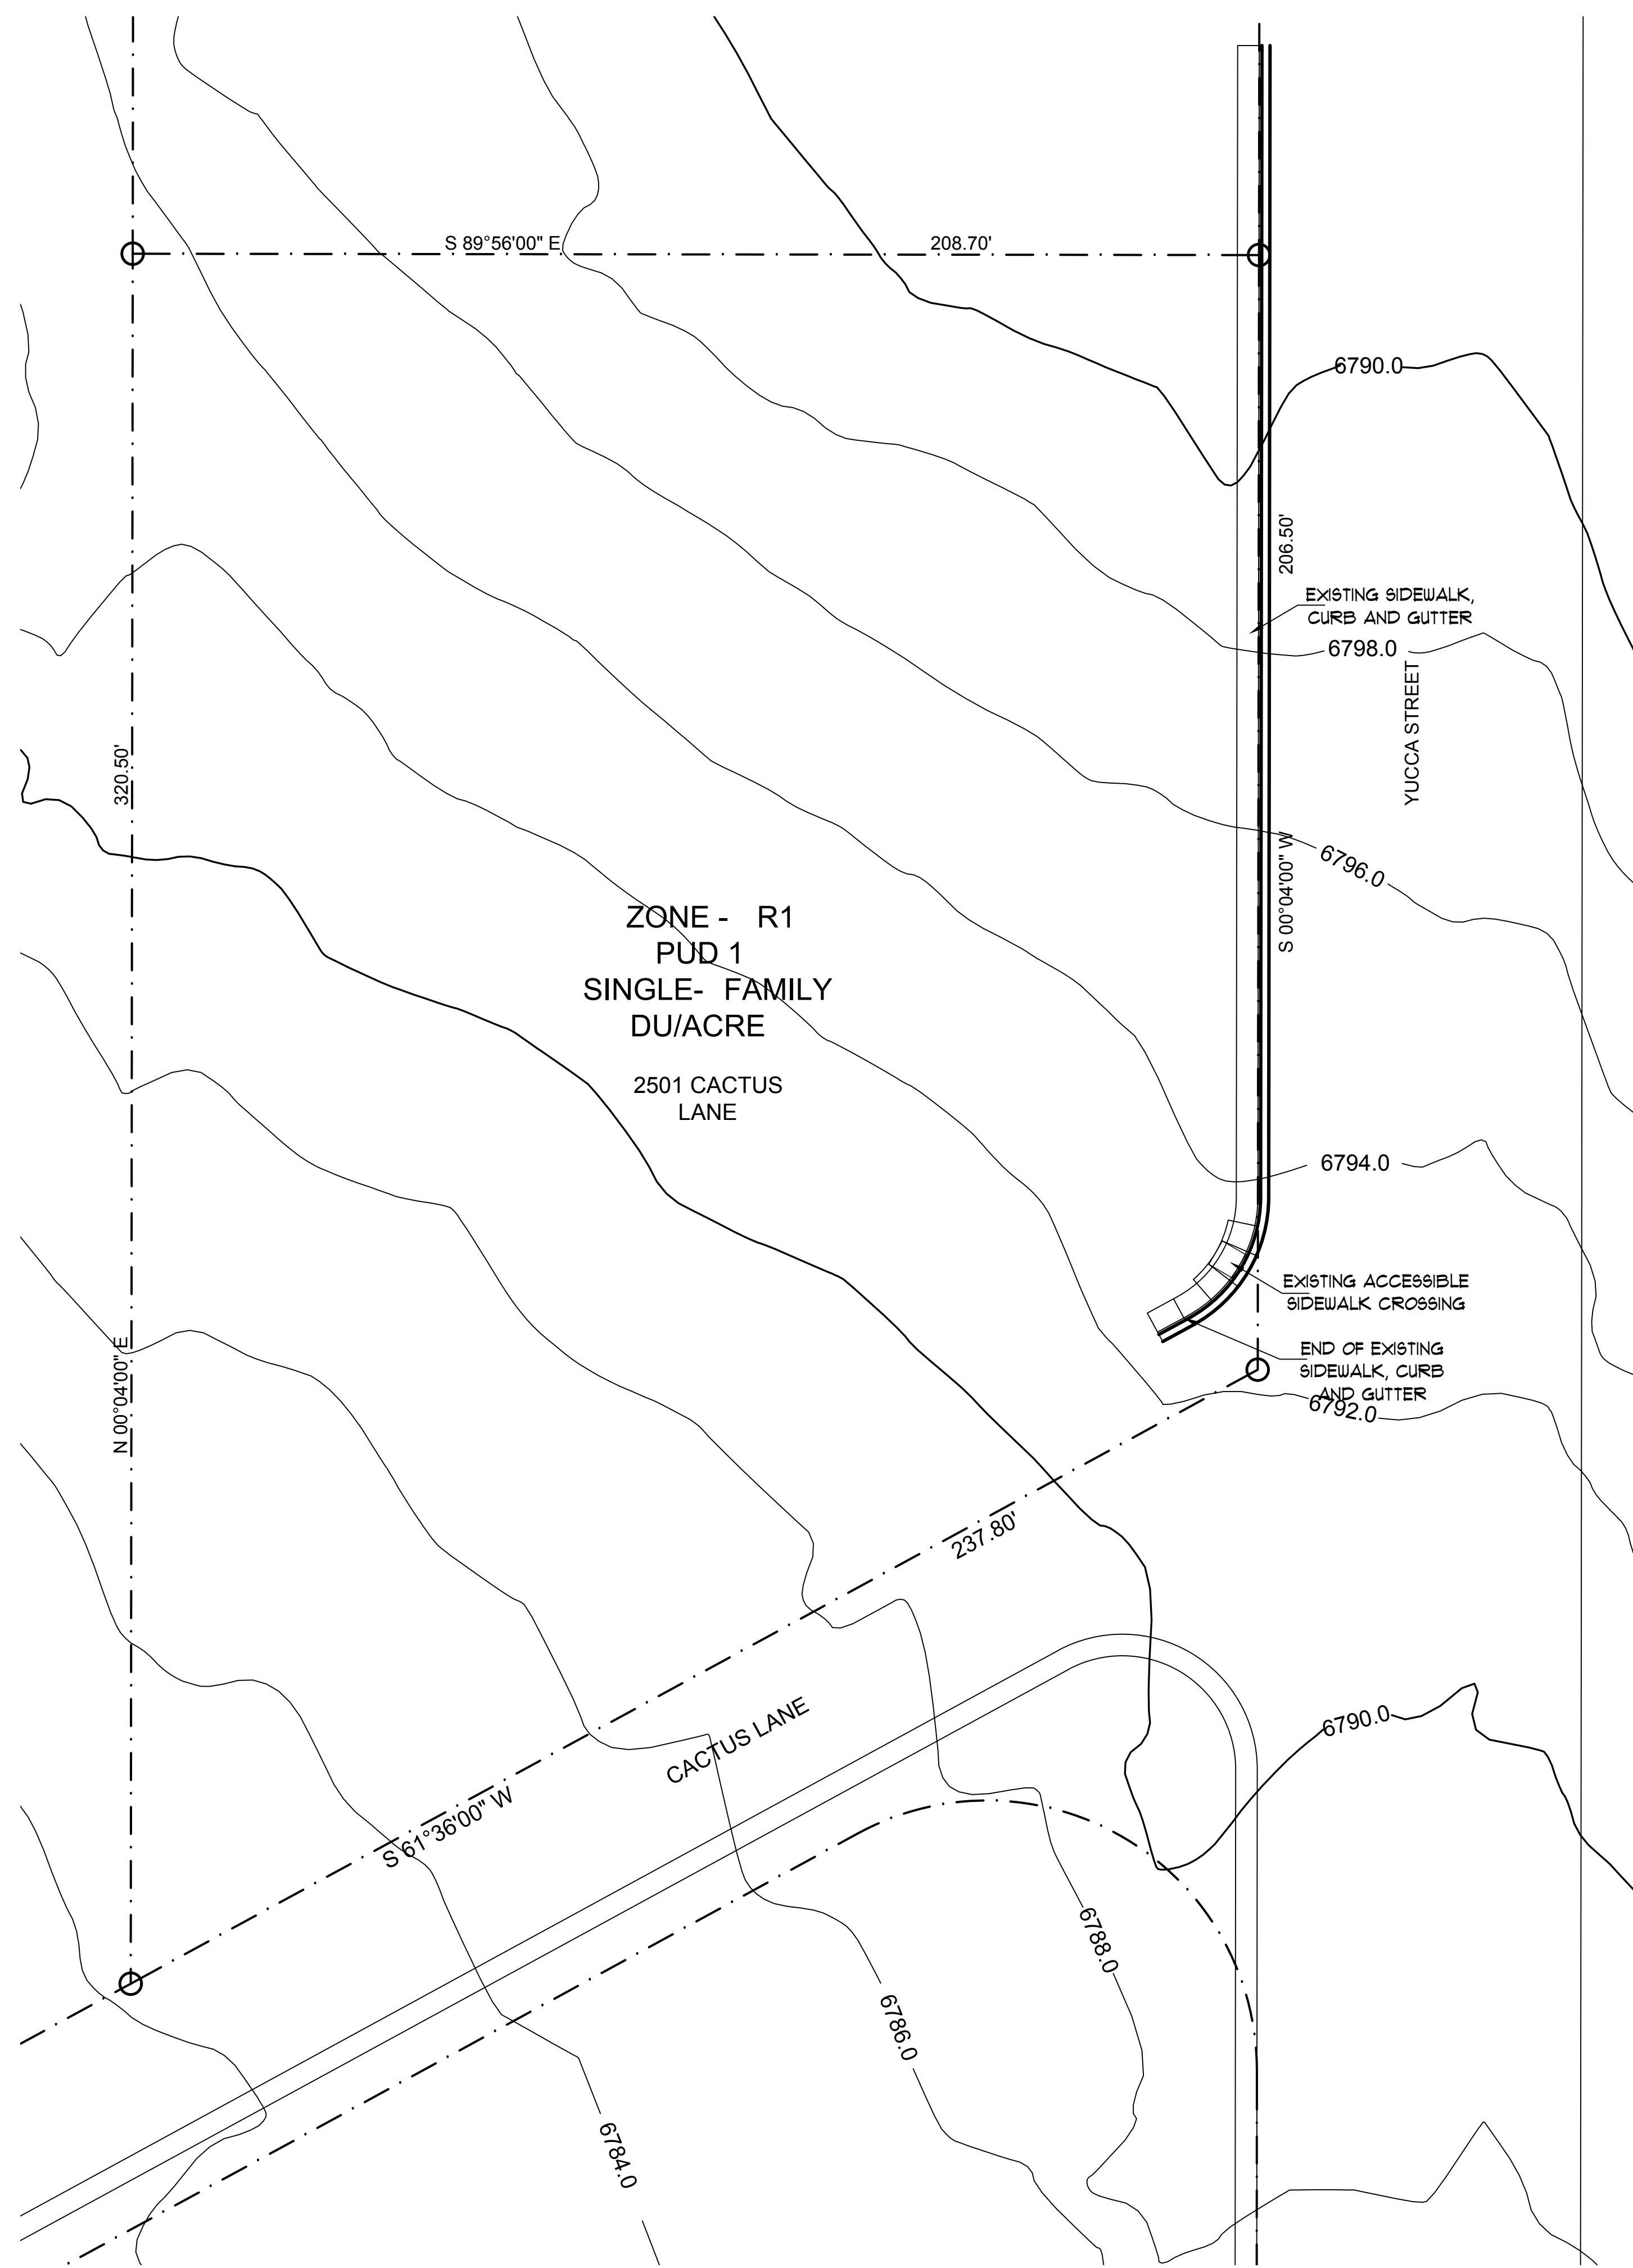 S 89°56'00" E
208.70'
6790.0
206.50'
EXISTING SIDEWALK,
CURB AND GUTTER
6798.0
YUCCA STREET
320.50'
S 00°04'00" W
6796.0
ZONE - R1
PUD 1
SINGLE- FAMILY
DU/ACRE
2501 CACTUS
LANE
6794.0
EXISTING ACCESSIBLE
SIDEWALK CROSSING
END OF EXISTING
SIDEWALK, CURB
AND GUTTER
6792.0
N 00°04'00" E
237.80'
CACTUS LANE
6790.0
S 61°36'00" W
6788.0
6786.0
6784.0